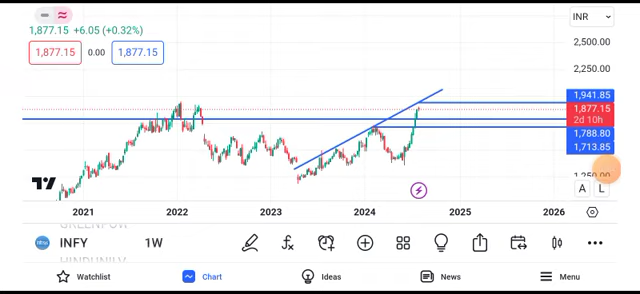 INR
1,877.15 +6.05 (+0.32%)
1,877.15 0.00 1,877.15
2,500.00
2,250.00
1,941.85
1,877.15
2d 10h
1,788.80
1,713.85
1,250.00
A L
2021 2022 2023 2024 2025 2026
INFY 1W
Watchlist Chart Ideas News Menu